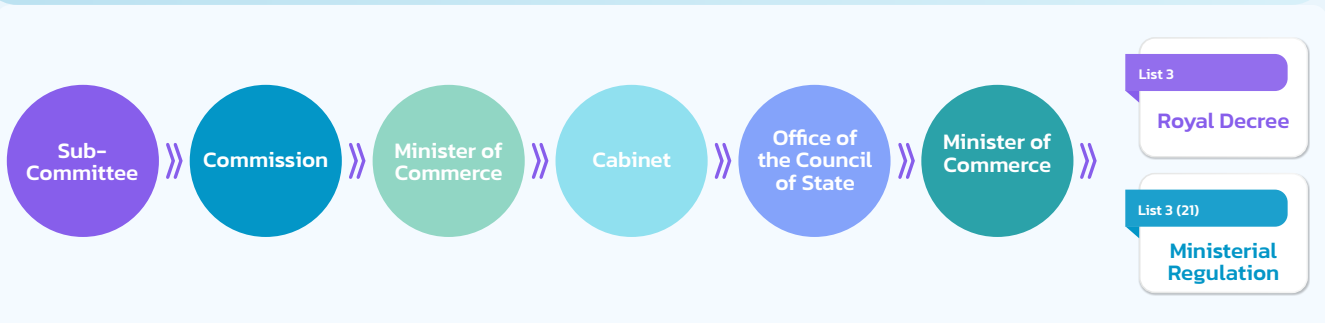 Sub-
Committee
Commission
Minister of
Commerce
Cabinet
Office of
the Council
of State
Minister of
Commerce
List 3
Royal Decree
List 3 (21)
Ministerial
Regulation